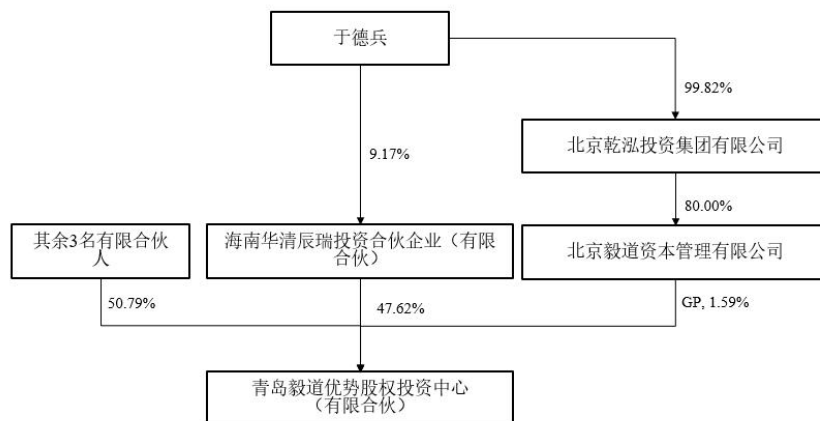 于德兵
99.82%
北京乾泓投资集团有限公司
9.17%
80.00%
其余3名有限合伙
人
海南华清辰瑞投资合伙企业（有限
合伙）
北京毅道资本管理有限公司
50.79%
47.62%
GP, 1.59%
青岛毅道优势股权投资中心
（有限合伙）